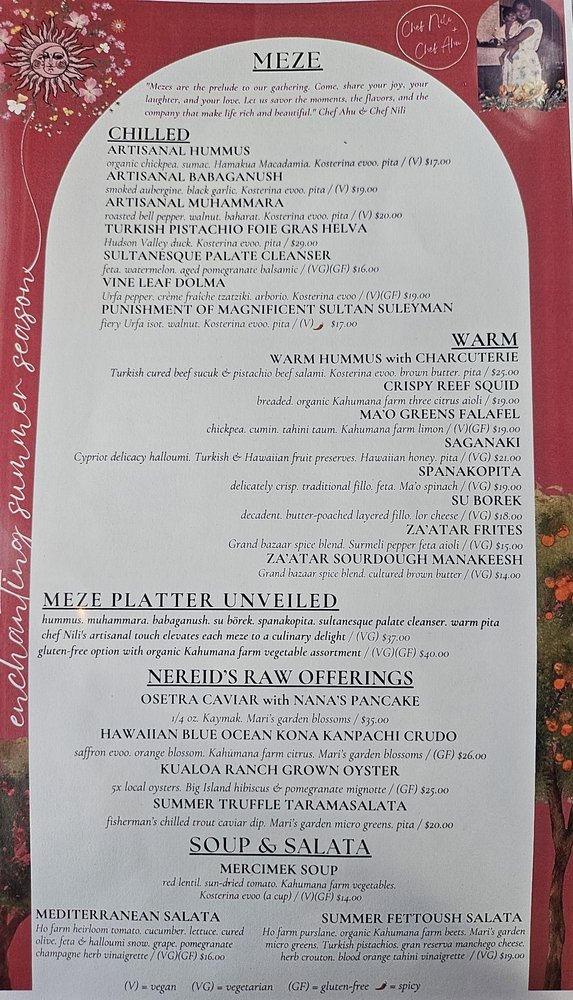 Chef Nili
+
Chef Ahu
MEZE
"Mezes are the prelude to our gathering. Come, share your joy, your
laughter, and your love. Let us savor the moments, the flavors, and the
company that make life rich and beautiful." Chef Ahu & Chef Nili
CHILLED
ARTISANAL HUMMUS
organic chickpea. sumac. Hamakua Macadamia. Kosterina evoo. pita / (V) $17.00
ARTISANAL BABAGANUSH
smoked aubergine. black garlic. Kosterina evoo. pita / (V) $19.00
ARTISANAL MUHAMMARA
roasted bell pepper. walnut. baharat. Kosterina evoo. pita / (V) $20.00
TURKISH PISTACHIO FOIE GRAS HELVA
Hudson Valley duck. Kosterina evoo. pita / $29.00
SULTANESQUE PALATE CLEANSER
feta. watermelon. aged pomegranate balsamic / (VG)(GF) $16.00
VINE LEAF DOLMA
Urfa pepper. crème fraîche tzatziki. arborio. Kosterina evoo / (V)(GF) $19.00
PUNISHMENT OF MAGNIFICENT SULTAN SULEYMAN
fiery Urfa isot. walnut. Kosterina evoo. pita / (V) $17.00
WARM
WARM HUMMUS with CHARCUTERIE
Turkish cured beef sucuk & pistachio beef salami. Kosterina evoo. brown butter. pita / $25.00
CRISPY REEF SQUID
breaded. organic Kahumana farm three citrus aioli / $19.00
MA'O GREENS FALAFEL
chickpea. cumin. tahini taum. Kahumana farm limon / (V)(GF) $19.00
SAGANAKI
Cypriot delicacy halloumi. Turkish & Hawaiian fruit preserves. Hawaiian honey. pita / (VG) $21.00
SPANAKOPITA
delicately crisp. traditional fillo. feta. Ma'o spinach / (VG) $19.00
SU BOREK
decadent. butter-poached layered fillo. lor cheese / (VG) $18.00
ZA'ATAR FRITES
Grand bazaar spice blend. Surmeli pepper feta aioli / (VG) $15.00
ZA'ATAR SOURDOUGH MANAKEESH
Grand bazaar spice blend. cultured brown butter / (VG) $14.00
enchanting summer season
MEZE PLATTER UNVEILED
hummus. muhammara. babaganush. su börek. spanakopita. sultanesque palate cleanser. warm pita
chef Nili's artisanal touch elevates each meze to a culinary delight / (VG) $37.00
gluten-free option with organic Kahumana farm vegetable assortment / (VG)(GF) $40.00
NEREID'S RAW OFFERINGS
OSETRA CAVIAR with NANA'S PANCAKE
1/4 oz. Kaymak. Mari's garden blossoms / $35.00
HAWAIIAN BLUE OCEAN KONA KANPACHI CRUDO
saffron evoo. orange blossom. Kahumana farm citrus. Mari's garden blossoms / (GF) $26.00
KUALOA RANCH GROWN OYSTER
5x local oysters. Big Island hibiscus & pomegranate mignotte / (GF) $25.00
SUMMER TRUFFLE TARAMASALATA
fisherman's chilled trout caviar dip. Mari's garden micro greens. pita / $20.00
SOUP & SALATA
MERCIMEK SOUP
red lentil. sun-dried tomato. Kahumana farm vegetables.
Kosterina evoo (a cup) / (V)(GF) $14.00
MEDITERRANEAN SALATA
Ho farm heirloom tomato. cucumber. lettuce. cured
olive. feta & halloumi snow. grape. pomegranate
champagne herb vinaigrette / (VG)(GF) $16.00
SUMMER FETTOUSH SALATA
Ho farm purslane. organic Kahumana farm beets. Mari's garden
micro greens. Turkish pistachios. gran reserva manchego cheese.
herb crouton. blood orange tahini vinaigrette / (VG) $19.00
(V) = vegan (VG) = vegetarian (GF) = gluten-free = spicy